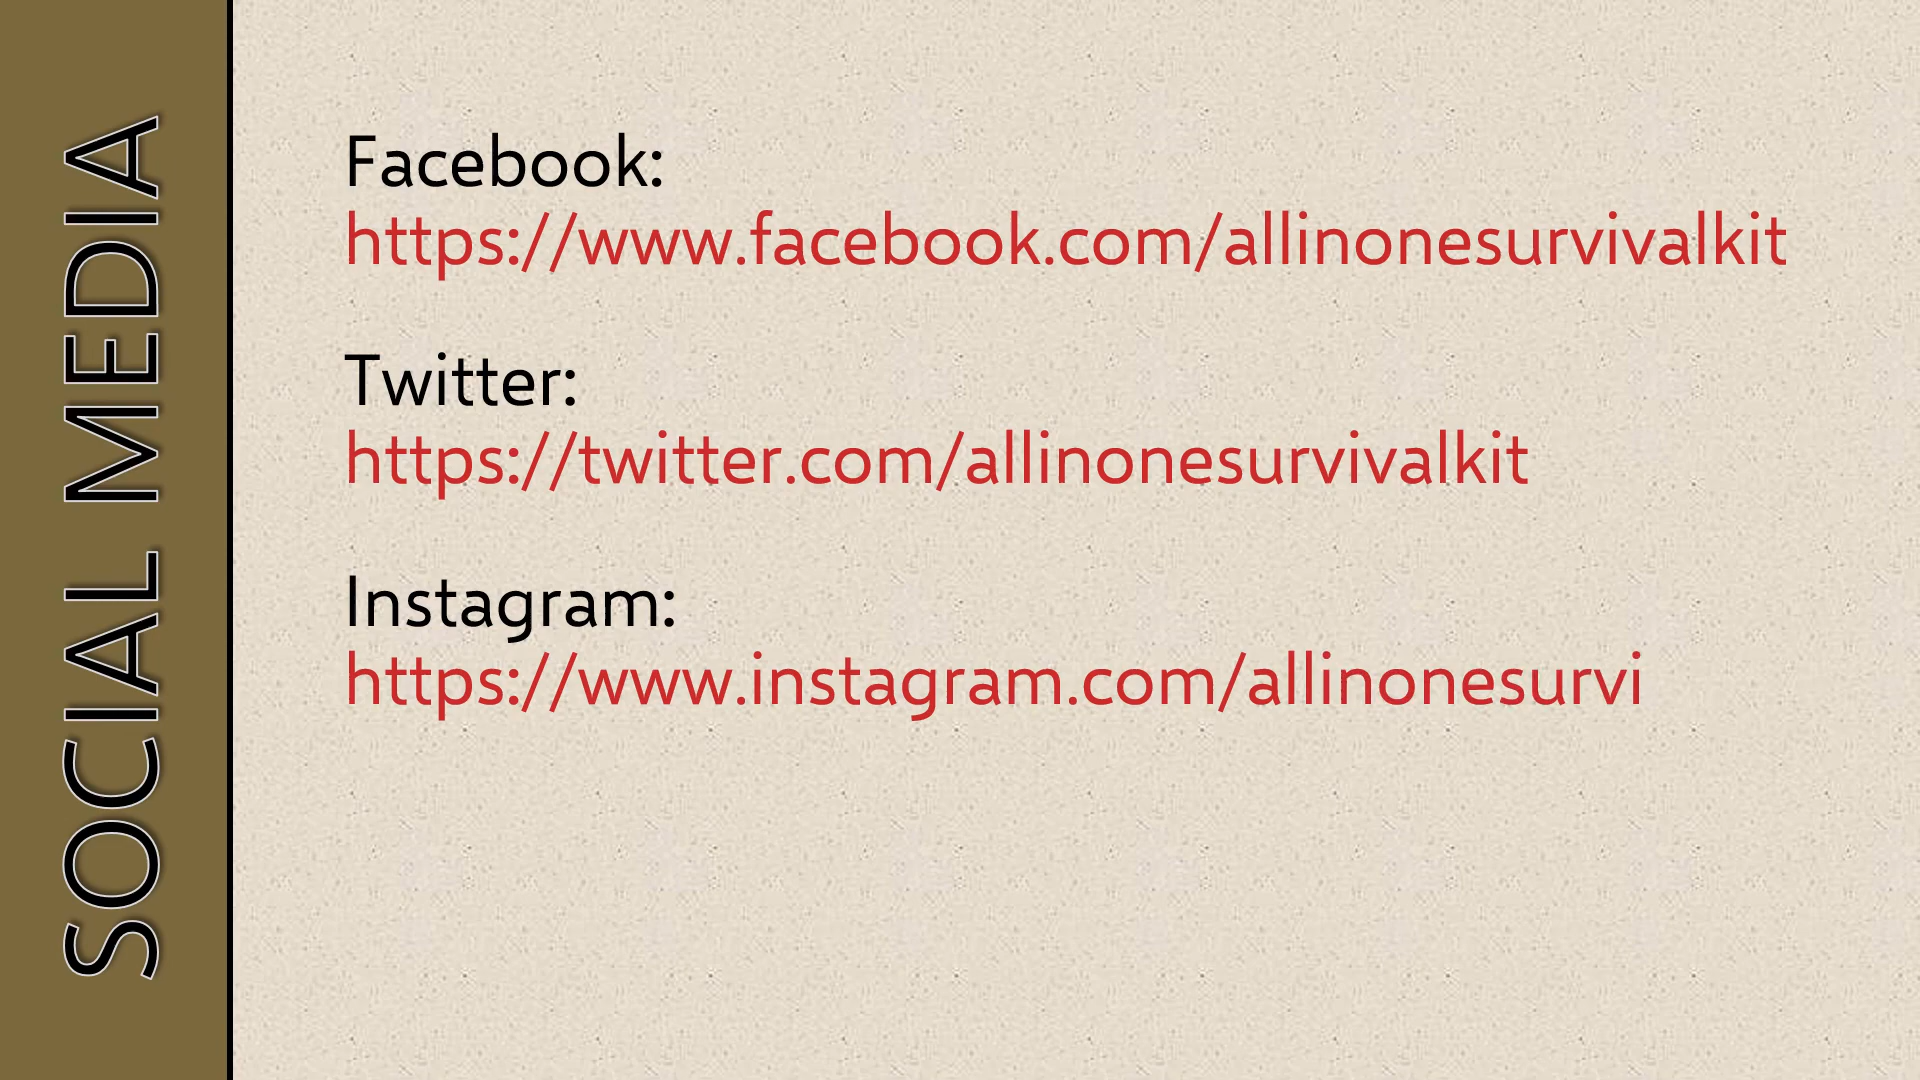 SOCIAL MEDIA
Facebook:
https://www.facebook.com/allinonesurvivalkit
Twitter:
https://twitter.com/allinonesurvivalkit
Instagram:
https://www.instagram.com/allinonesurvi